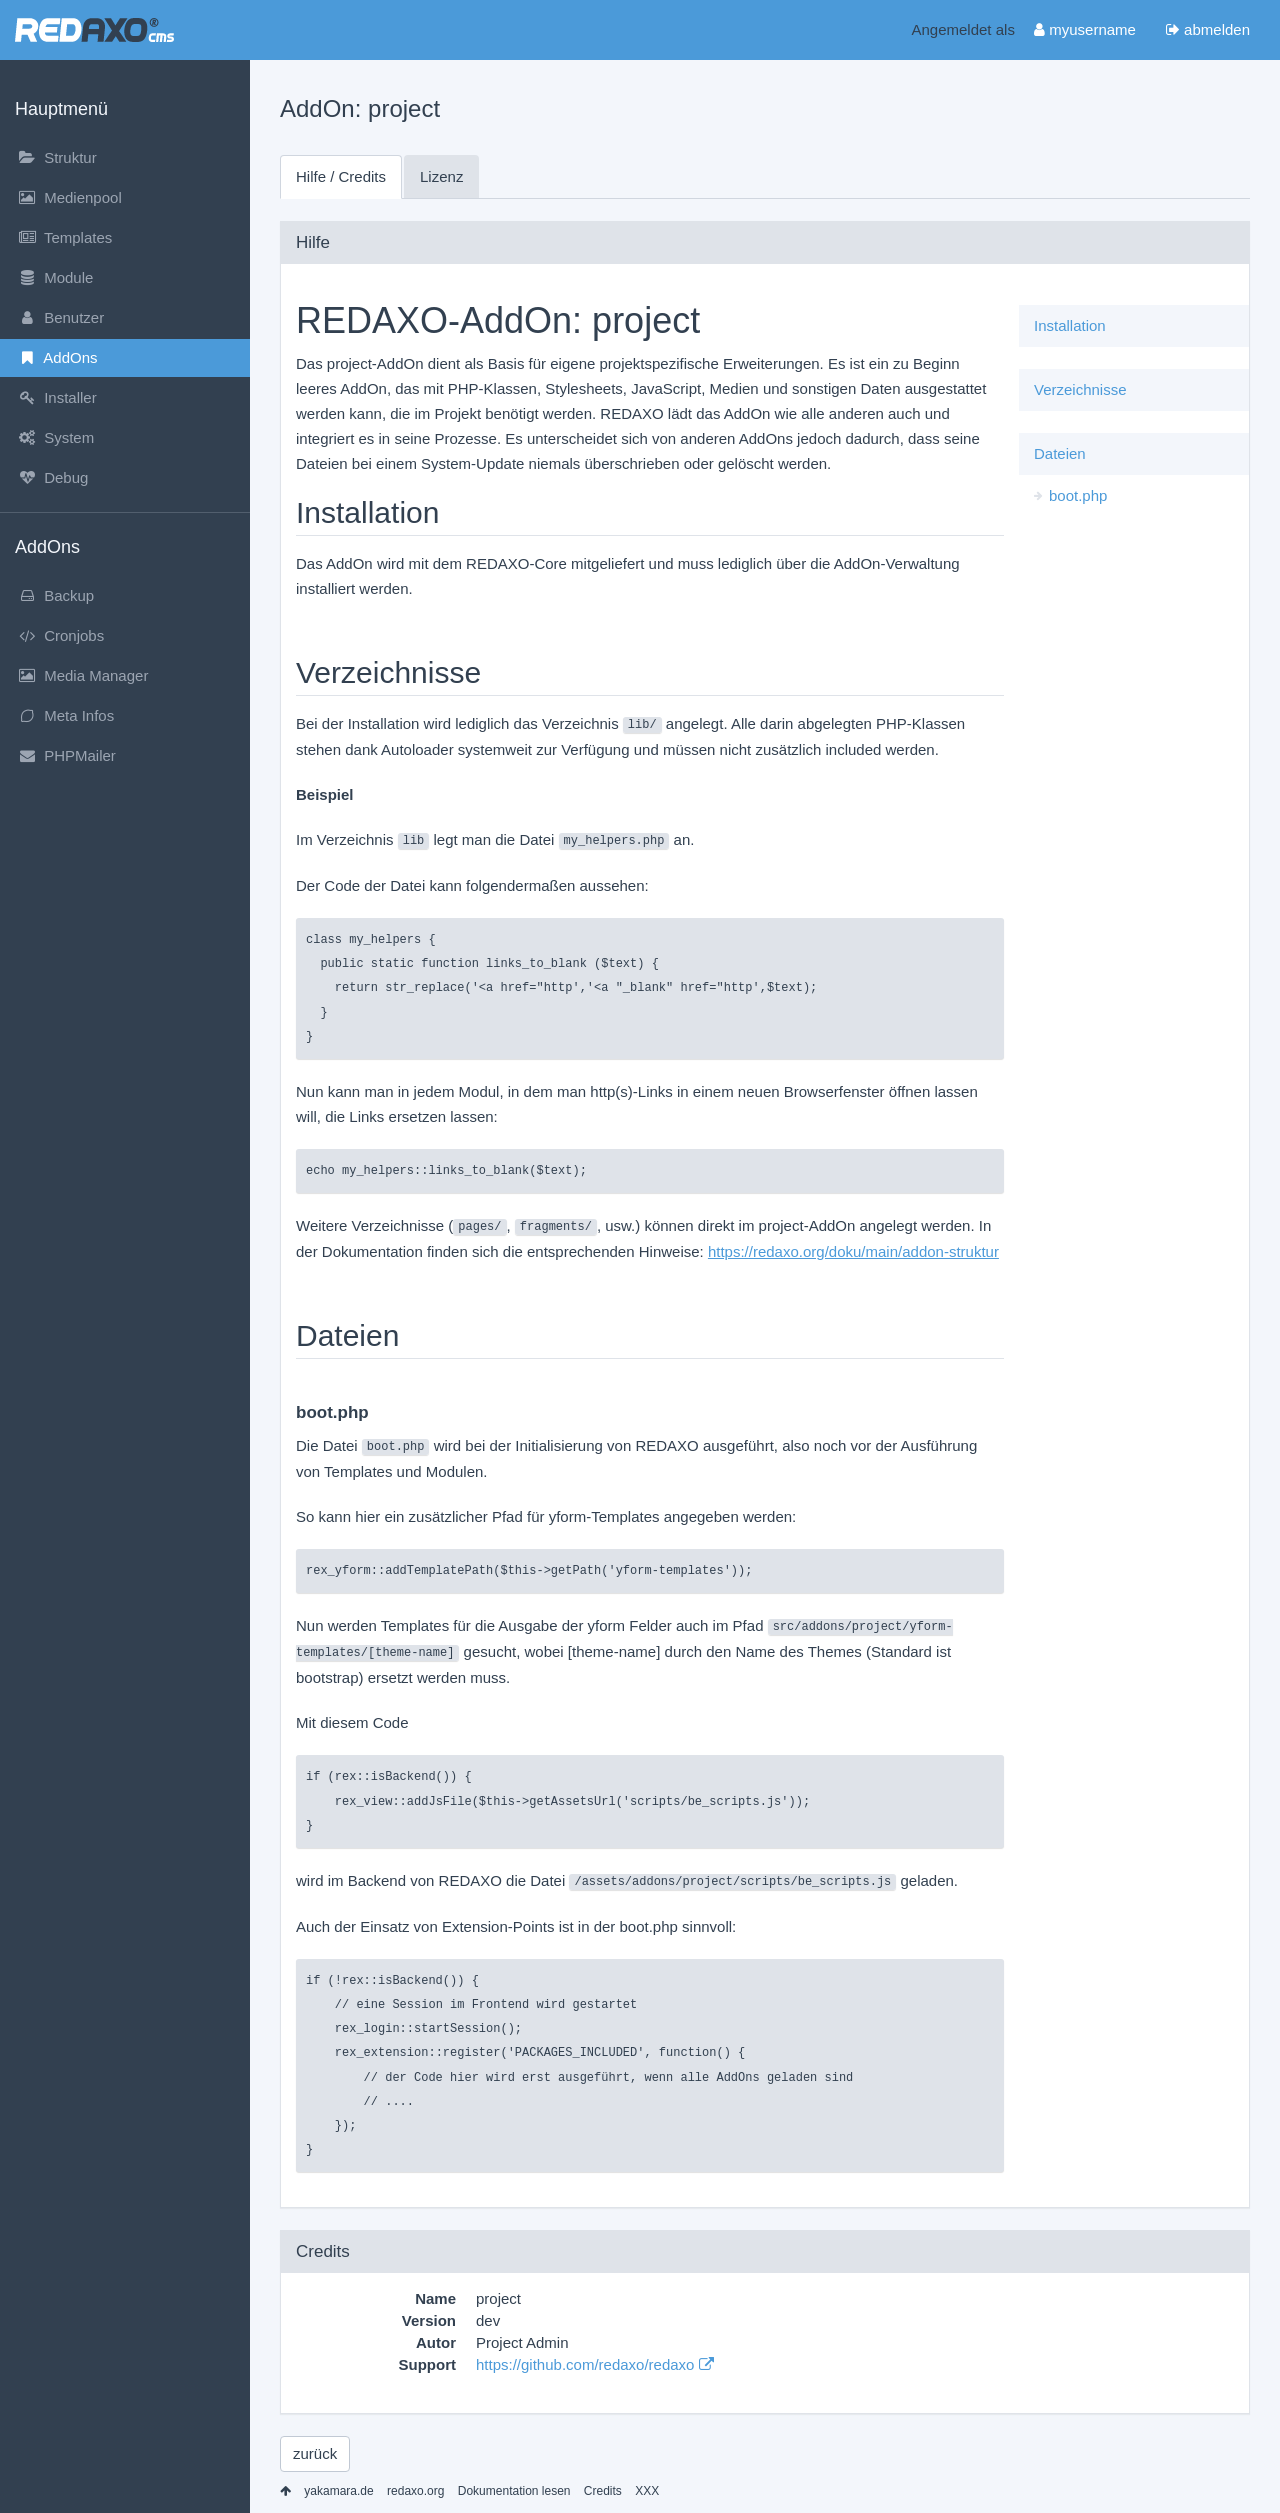 REDAXO® cms
Angemeldet als myusername abmelden
Hauptmenü
Struktur
Medienpool
Templates
Module
Benutzer
AddOns
Installer
System
Debug
AddOns
Backup
Cronjobs
Media Manager
Meta Infos
PHPMailer
AddOn: project
Hilfe / Credits Lizenz
Hilfe
REDAXO-AddOn: project
Das project-AddOn dient als Basis für eigene projektspezifische Erweiterungen. Es ist ein zu Beginn
leeres AddOn, das mit PHP-Klassen, Stylesheets, JavaScript, Medien und sonstigen Daten ausgestattet
werden kann, die im Projekt benötigt werden. REDAXO lädt das AddOn wie alle anderen auch und
integriert es in seine Prozesse. Es unterscheidet sich von anderen AddOns jedoch dadurch, dass seine
Dateien bei einem System-Update niemals überschrieben oder gelöscht werden.
Installation
Das AddOn wird mit dem REDAXO-Core mitgeliefert und muss lediglich über die AddOn-Verwaltung
installiert werden.
Verzeichnisse
Bei der Installation wird lediglich das Verzeichnis lib/ angelegt. Alle darin abgelegten PHP-Klassen
stehen dank Autoloader systemweit zur Verfügung und müssen nicht zusätzlich included werden.
Beispiel
Im Verzeichnis lib legt man die Datei my_helpers.php an.
Der Code der Datei kann folgendermaßen aussehen:
class my_helpers {
  public static function links_to_blank ($text) {
    return str_replace('<a href="http','<a "_blank" href="http',$text);
  }
}
Nun kann man in jedem Modul, in dem man http(s)-Links in einem neuen Browserfenster öffnen lassen
will, die Links ersetzen lassen:
echo my_helpers::links_to_blank($text);
Weitere Verzeichnisse (pages/, fragments/, usw.) können direkt im project-AddOn angelegt werden. In
der Dokumentation finden sich die entsprechenden Hinweise: https://redaxo.org/doku/main/addon-struktur
Dateien
boot.php
Die Datei boot.php wird bei der Initialisierung von REDAXO ausgeführt, also noch vor der Ausführung
von Templates und Modulen.
So kann hier ein zusätzlicher Pfad für yform-Templates angegeben werden:
rex_yform::addTemplatePath($this->getPath('yform-templates'));
Nun werden Templates für die Ausgabe der yform Felder auch im Pfad src/addons/project/yform-
templates/[theme-name] gesucht, wobei [theme-name] durch den Name des Themes (Standard ist
bootstrap) ersetzt werden muss.
Mit diesem Code
if (rex::isBackend()) {
    rex_view::addJsFile($this->getAssetsUrl('scripts/be_scripts.js'));
}
wird im Backend von REDAXO die Datei /assets/addons/project/scripts/be_scripts.js geladen.
Auch der Einsatz von Extension-Points ist in der boot.php sinnvoll:
if (!rex::isBackend()) {
    // eine Session im Frontend wird gestartet
    rex_login::startSession();
    rex_extension::register('PACKAGES_INCLUDED', function() {
        // der Code hier wird erst ausgeführt, wenn alle AddOns geladen sind
        // ....
    });
}
Installation
Verzeichnisse
Dateien
boot.php
Credits
Name project
Version dev
Autor Project Admin
Support https://github.com/redaxo/redaxo
zurück
yakamara.de redaxo.org Dokumentation lesen Credits XXX